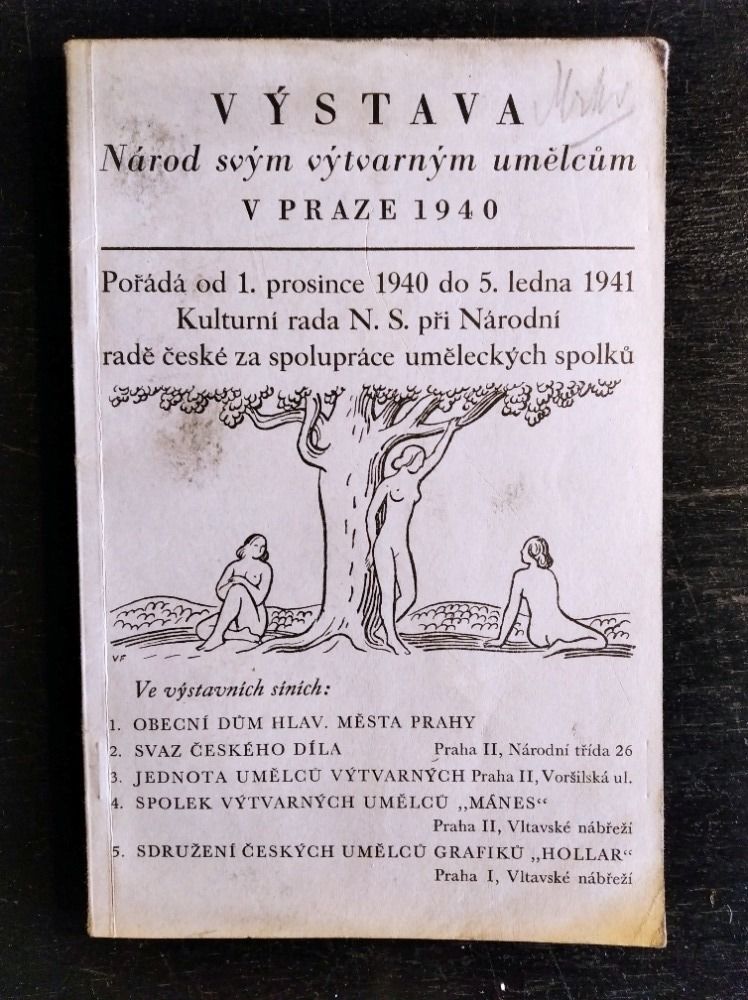 VÝSTAVA
Národ svým výtvarným umělcům
V PRAZE 1940
Pořádá od 1. prosince 1940 do 5. ledna 1941
Kulturní rada N. S. při Národní
radě české za spolupráce uměleckých spolků
VF
Ve výstavních síních:
1. OBECNÍ DŮM HLAV. MĚSTA PRAHY
2. SVAZ ČESKÉHO DÍLA Praha II, Národní třída 26
3. JEDNOTA UMĚLCŮ VÝTVARNÝCH Praha II, Voršilská ul.
4. SPOLEK VÝTVARNÝCH UMĚLCŮ „MÁNES“
Praha II, Vltavské nábřeží
5. SDRUŽENÍ ČESKÝCH UMĚLCŮ GRAFIKŮ „HOLLAR“
Praha I, Vltavské nábřeží